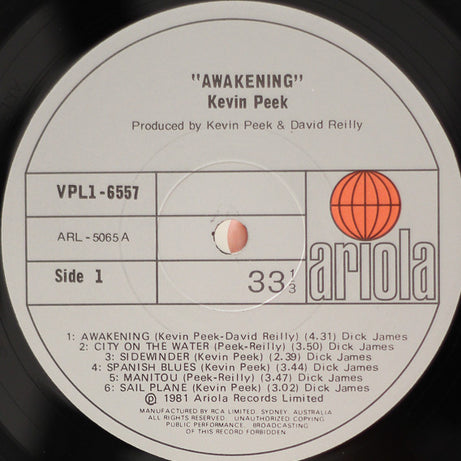 "AWAKENING"
Kevin Peek
Produced by Kevin Peek & David Reilly
VPL1-6557
ARL-5065 A
Side 1
33 1/3
ariola
1: AWAKENING (Kevin Peek-David Reilly) (4.31) Dick James
2: CITY ON THE WATER (Peek-Reilly) (3.50) Dick James
3: SIDEWINDER (Kevin Peek) (2.39) Dick James
4: SPANISH BLUES (Kevin Peek) (3.44) Dick James
5: MANITOU (Peek-Reilly) (3.47) Dick James
6: SAIL PLANE (Kevin Peek) (3.02) Dick James
Ⓟ 1981 Ariola Records Limited
MANUFACTURED BY RCA LIMITED, SYDNEY, AUSTRALIA
ALL RIGHTS RESERVED. UNAUTHORIZED COPYING
PUBLIC PERFORMANCE, BROADCASTING
OF THIS RECORD FORBIDDEN